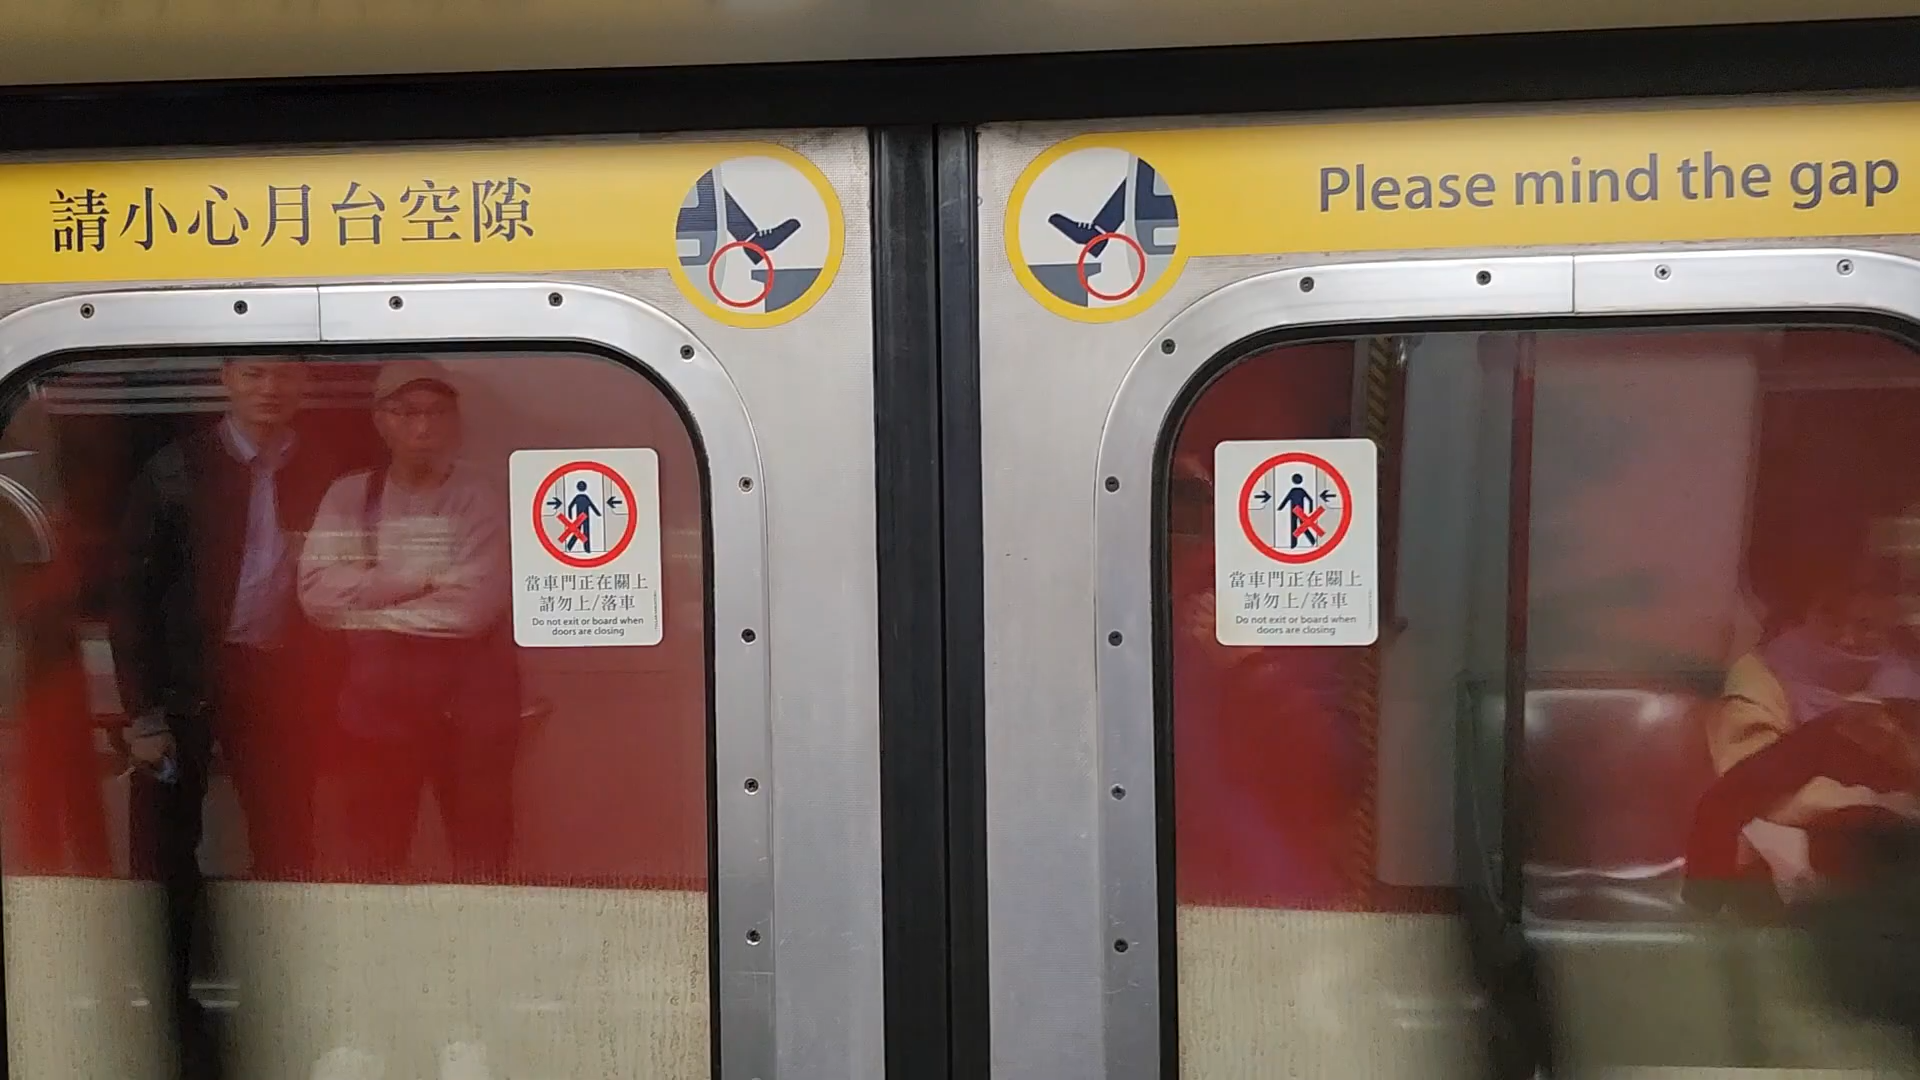 請小心月台空隙
Please mind the gap
當車門正在關上
請勿上/落車
Do not exit or board when
doors are closing
當車門正在關上
請勿上/落車
Do not exit or board when
doors are closing